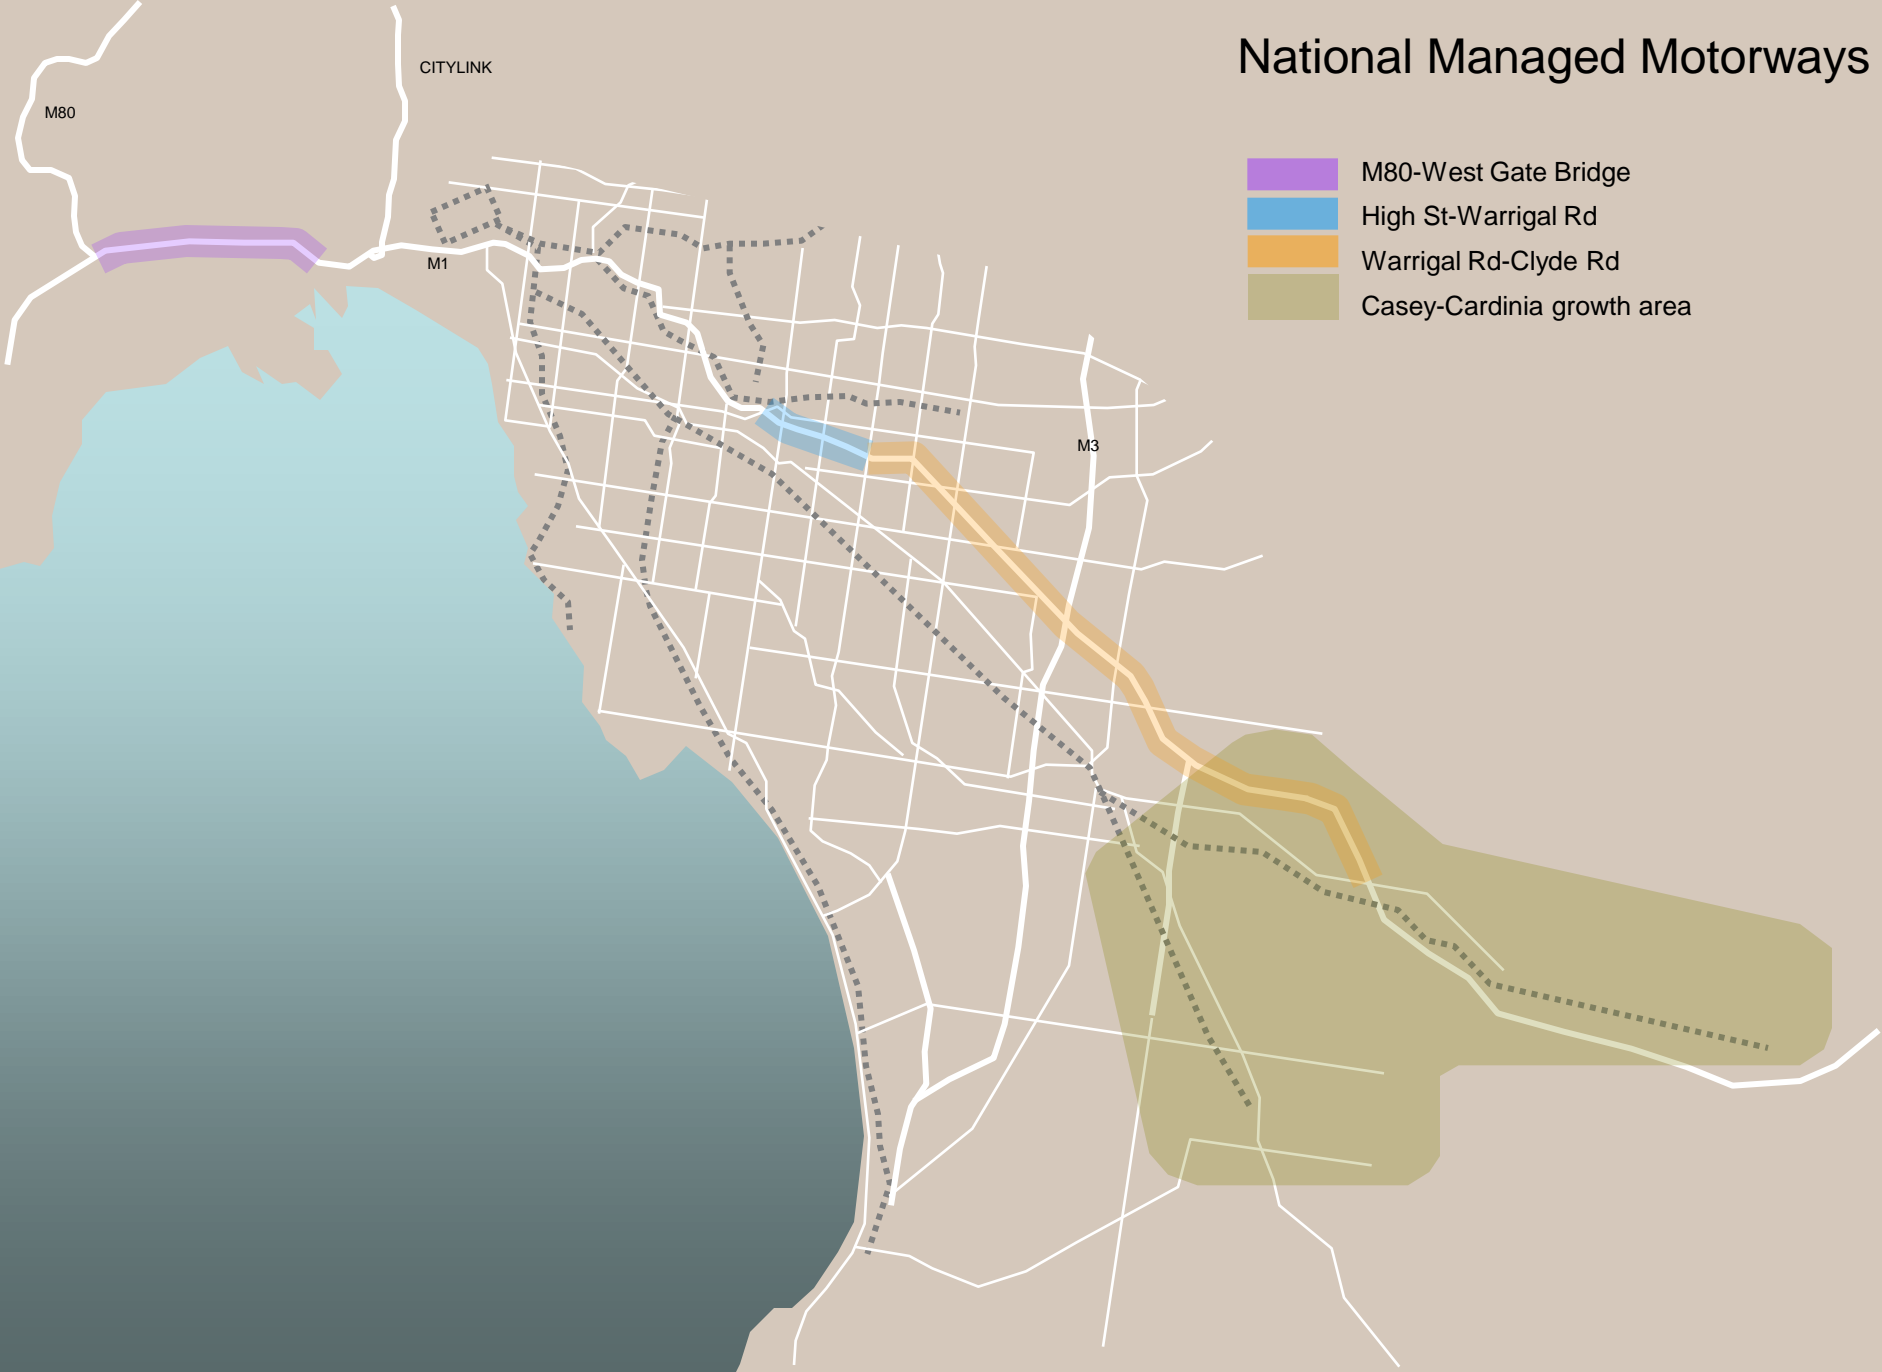 National Managed Motorways
CITYLINK
M80
M80-West Gate Bridge
High St-Warrigal Rd
M1
Warrigal Rd-Clyde Rd
Casey-Cardinia growth area
M3